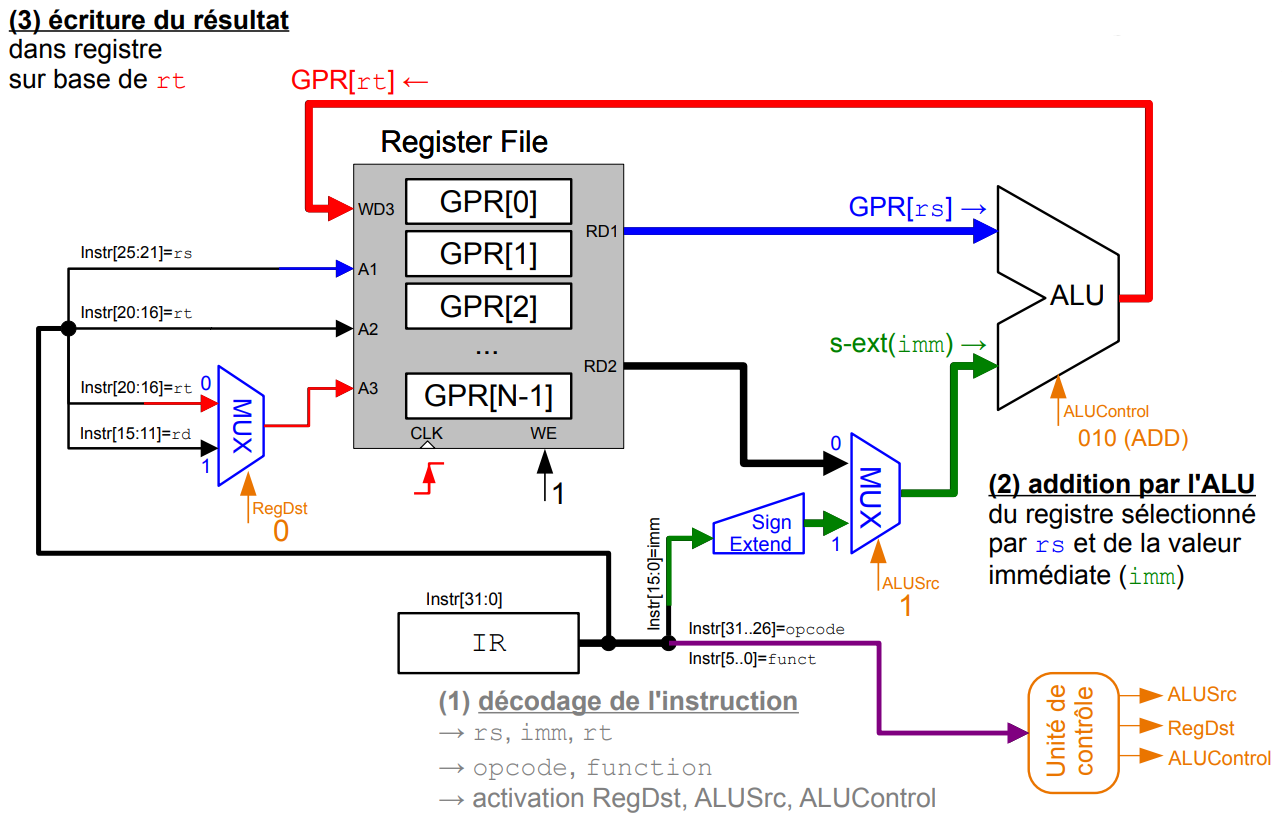 (3) écriture du résultat
dans registre
sur base de rt
GPR[rt] ←
Register File
WD3
A1
A2
A3
GPR[0]
GPR[1]
GPR[2]
...
GPR[N-1]
CLK
WE
1
RD1
RD2
Instr[25:21]=rs
Instr[20:16]=rt
Instr[20:16]=rt
Instr[15:11]=rd
0
1
MUX
RegDst
0
GPR[rs] →
s-ext(imm) →
ALU
ALUControl
010 (ADD)
(2) addition par l'ALU
du registre sélectionné
par rs et de la valeur
immédiate (imm)
0
1
MUX
ALUSrc
1
Sign
Extend
Instr[15:0]=imm
Instr[31:0]
IR
Instr[31..26]=opcode
Instr[5..0]=funct
(1) décodage de l'instruction
→ rs, imm, rt
→ opcode, function
→ activation RegDst, ALUSrc, ALUControl
Unité de
contrôle
ALUSrc
RegDst
ALUControl